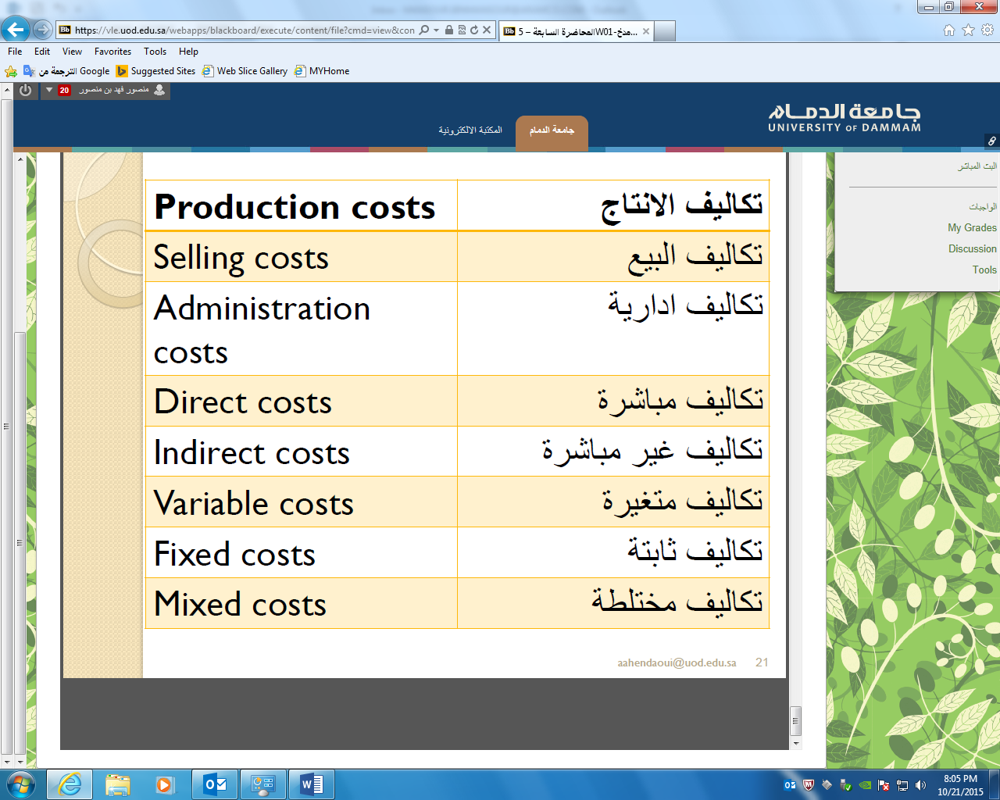 https://vle.uod.edu.sa/webapps/blackboard/execute/content/file?cmd=view&con
المحاضرة السابعة – 5
W01-مدخ...
File Edit View Favorites Tools Help
الترجمة من Google Suggested Sites Web Slice Gallery MYHome
منصور فهد بن منصور 20
جامعة الدمام
UNIVERSITY OF DAMMAM
جامعة الدمام
المكتبة الالكترونية
البث المباشر
الواجبات
My Grades
Discussion
Tools
Production costs تكاليف الانتاج
Selling costs تكاليف البيع
Administration costs تكاليف ادارية
Direct costs تكاليف مباشرة
Indirect costs تكاليف غير مباشرة
Variable costs تكاليف متغيرة
Fixed costs تكاليف ثابتة
Mixed costs تكاليف مختلطة
aahendaoui@uod.edu.sa 21
8:05 PM
10/21/2015